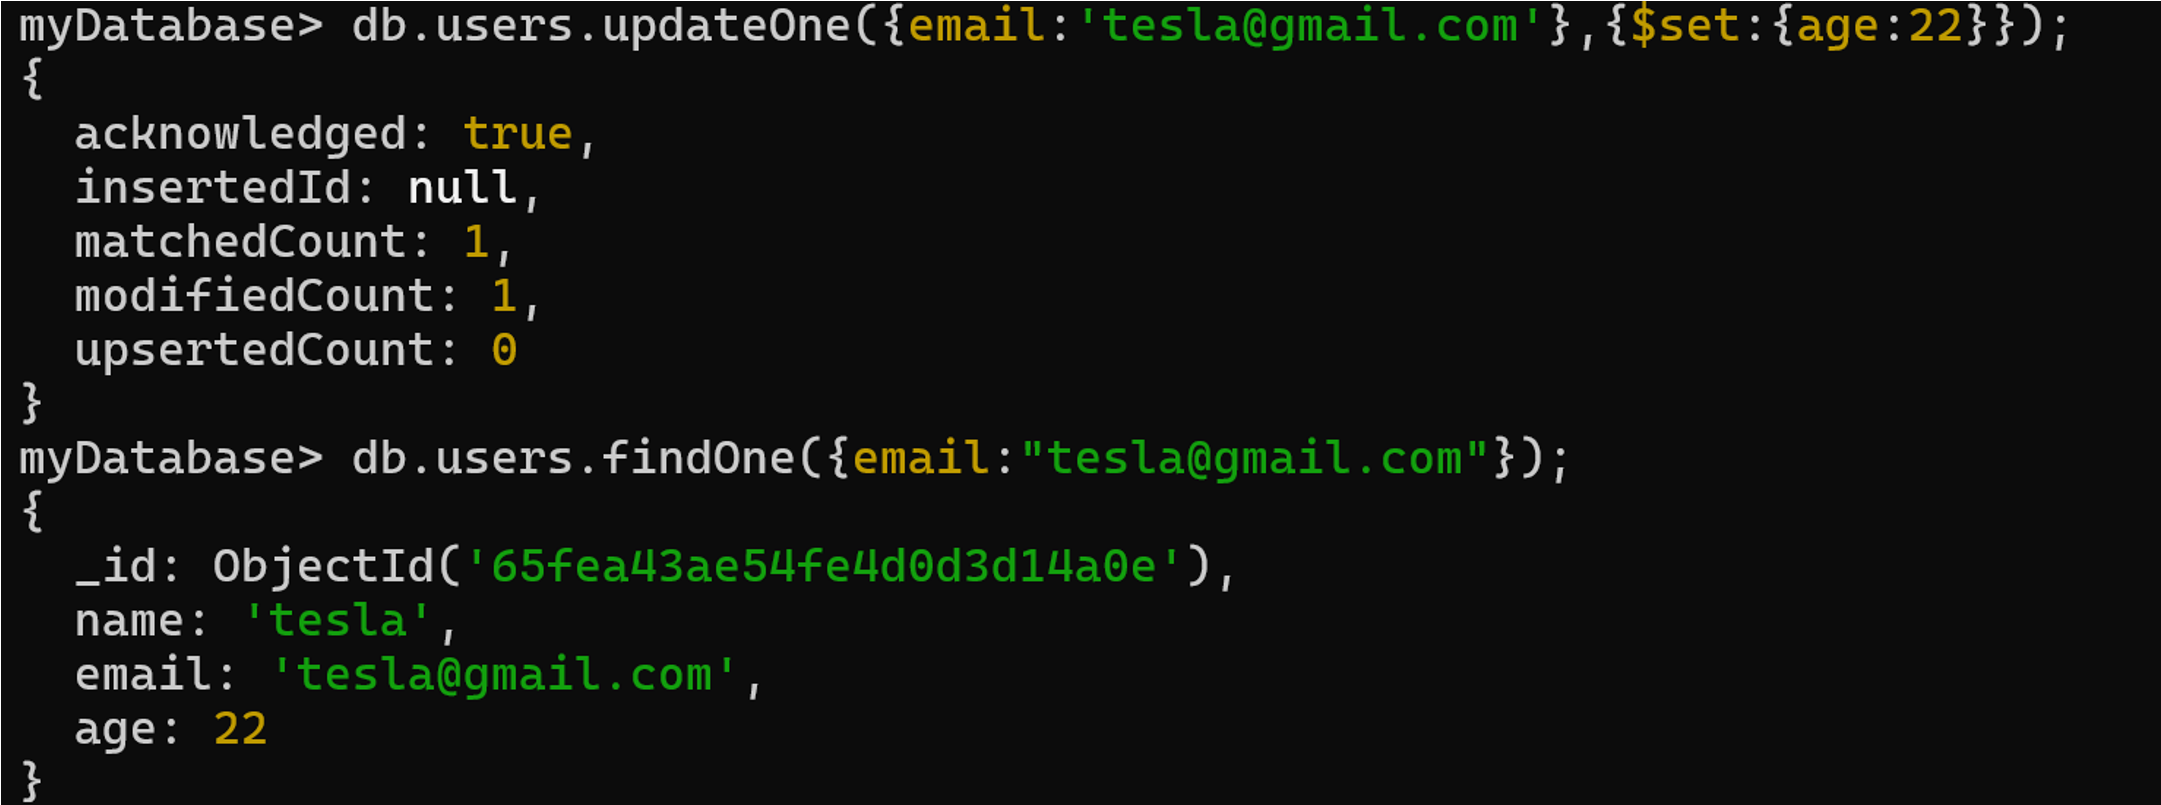 myDatabase> db.users.updateOne({email:'tesla@gmail.com'},{$set:{age:22}});
{
  acknowledged: true,
  insertedId: null,
  matchedCount: 1,
  modifiedCount: 1,
  upsertedCount: 0
}
myDatabase> db.users.findOne({email:"tesla@gmail.com"});
{
  _id: ObjectId('65fea43ae54fe4d0d3d14a0e'),
  name: 'tesla',
  email: 'tesla@gmail.com',
  age: 22
}